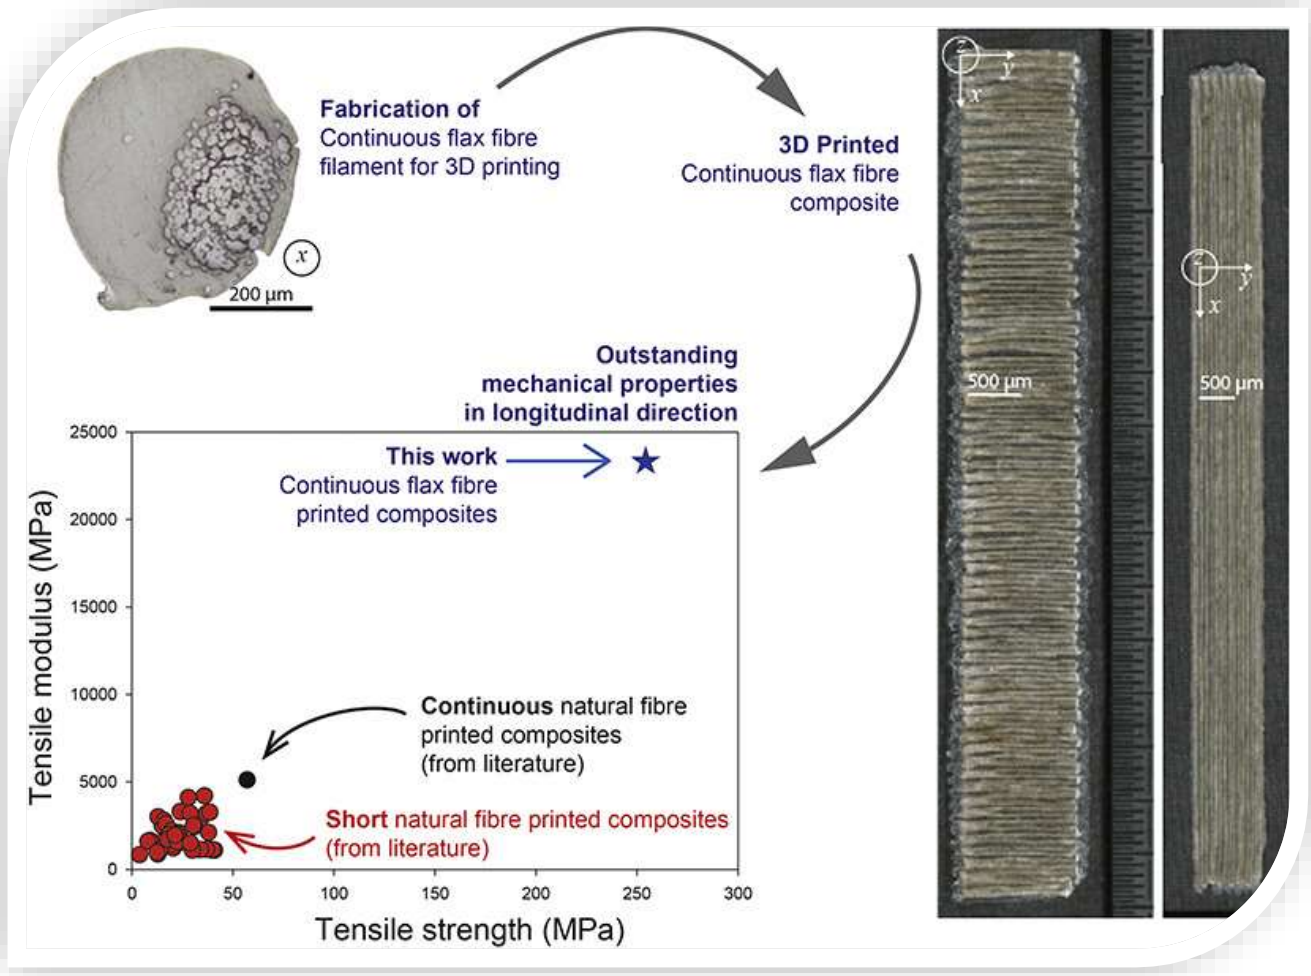 Fabrication of
Continuous flax fibre
filament for 3D printing
x
200 µm
3D Printed
Continuous flax fibre
composite
z
y
x
500 µm
z
y
x
500 µm
Outstanding
mechanical properties
in longitudinal direction
This work
Continuous flax fibre
printed composites
Continuous natural fibre
printed composites
(from literature)
Short natural fibre printed composites
(from literature)
Tensile modulus (MPa)
25000
20000
15000
10000
5000
0
0 50 100 150 200 250 300
Tensile strength (MPa)